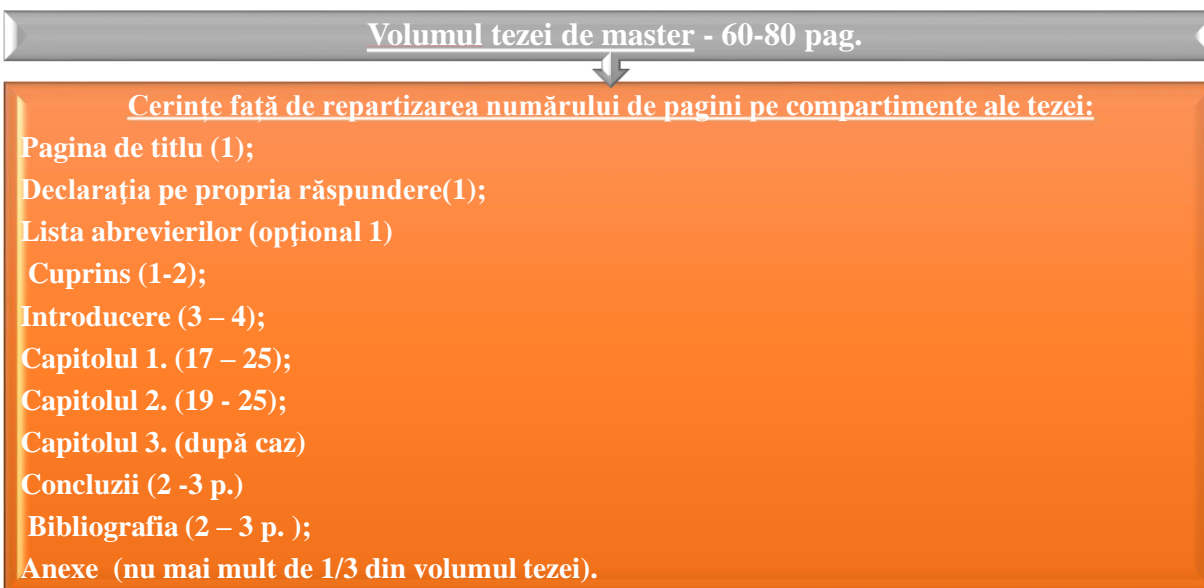 Volumul tezei de master - 60-80 pag.
Cerințe față de repartizarea numărului de pagini pe compartimente ale tezei:
Pagina de titlu (1);
Declaraţia pe propria răspundere(1);
Lista abrevierilor (opţional 1)
Cuprins (1-2);
Introducere (3 – 4);
Capitolul 1. (17 – 25);
Capitolul 2. (19 - 25);
Capitolul 3. (după caz)
Concluzii (2 -3 p.)
Bibliografia (2 – 3 p. );
Anexe (nu mai mult de 1/3 din volumul tezei).